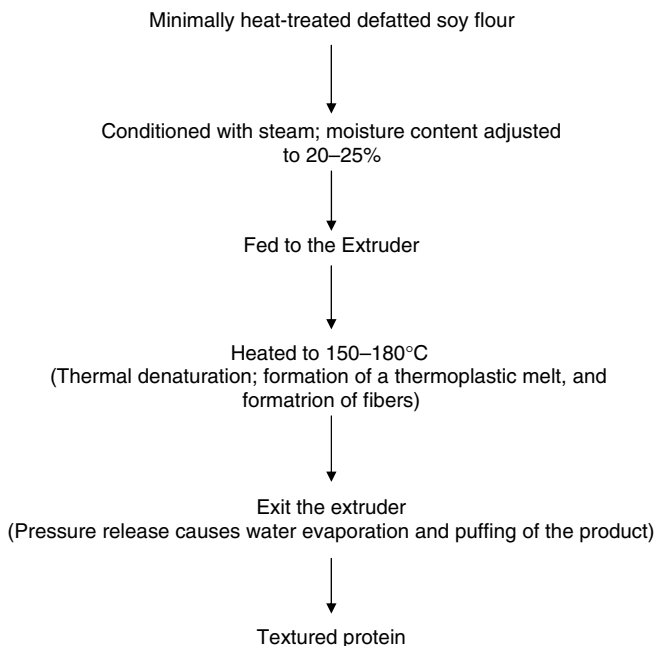 Minimally heat-treated defatted soy flour
Conditioned with steam; moisture content adjusted
to 20–25%
Fed to the Extruder
Heated to 150–180°C
(Thermal denaturation; formation of a thermoplastic melt, and
formatrion of fibers)
Exit the extruder
(Pressure release causes water evaporation and puffing of the product)
Textured protein